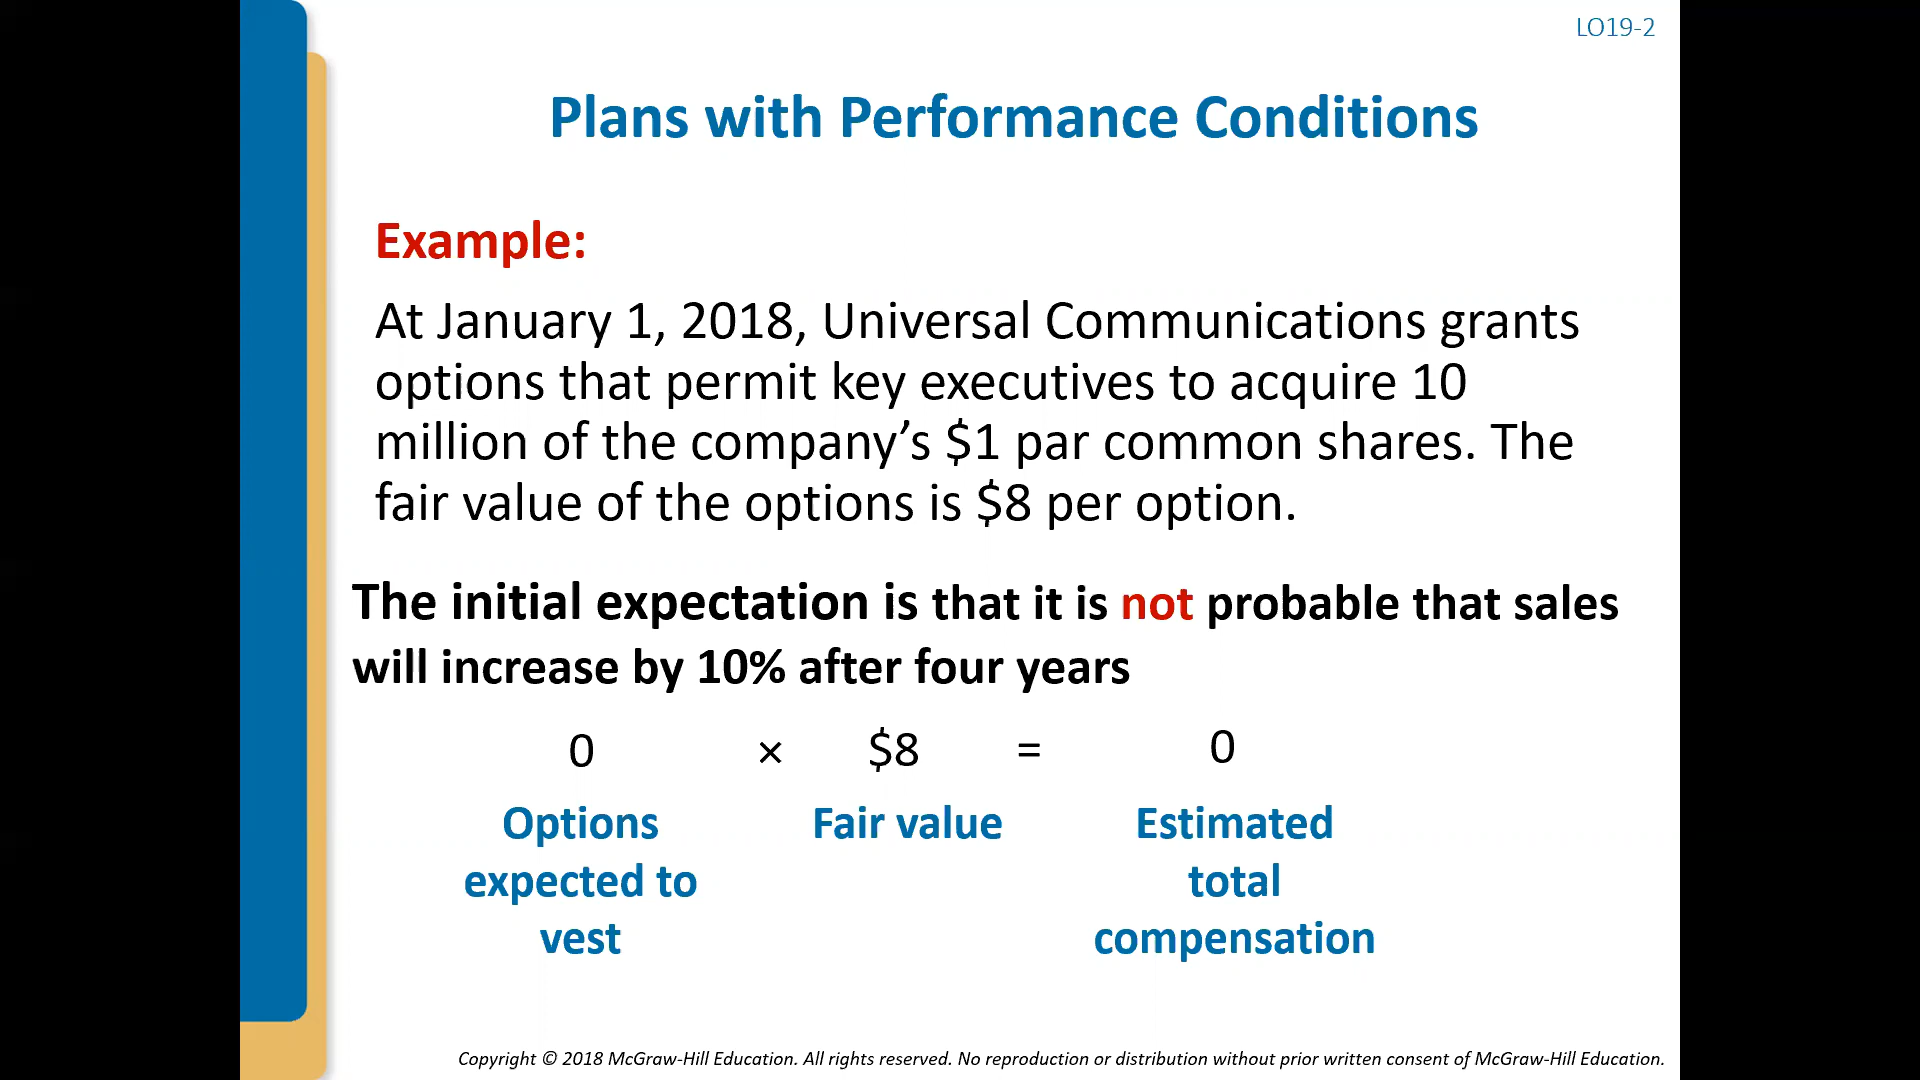 LO19-2
Plans with Performance Conditions
Example:
At January 1, 2018, Universal Communications grants
options that permit key executives to acquire 10
million of the company’s $1 par common shares. The
fair value of the options is $8 per option.
The initial expectation is that it is not probable that sales
will increase by 10% after four years
0 × $8 = 0
Options Fair value Estimated
expected to total
vest compensation
Copyright © 2018 McGraw-Hill Education. All rights reserved. No reproduction or distribution without prior written consent of McGraw-Hill Education.